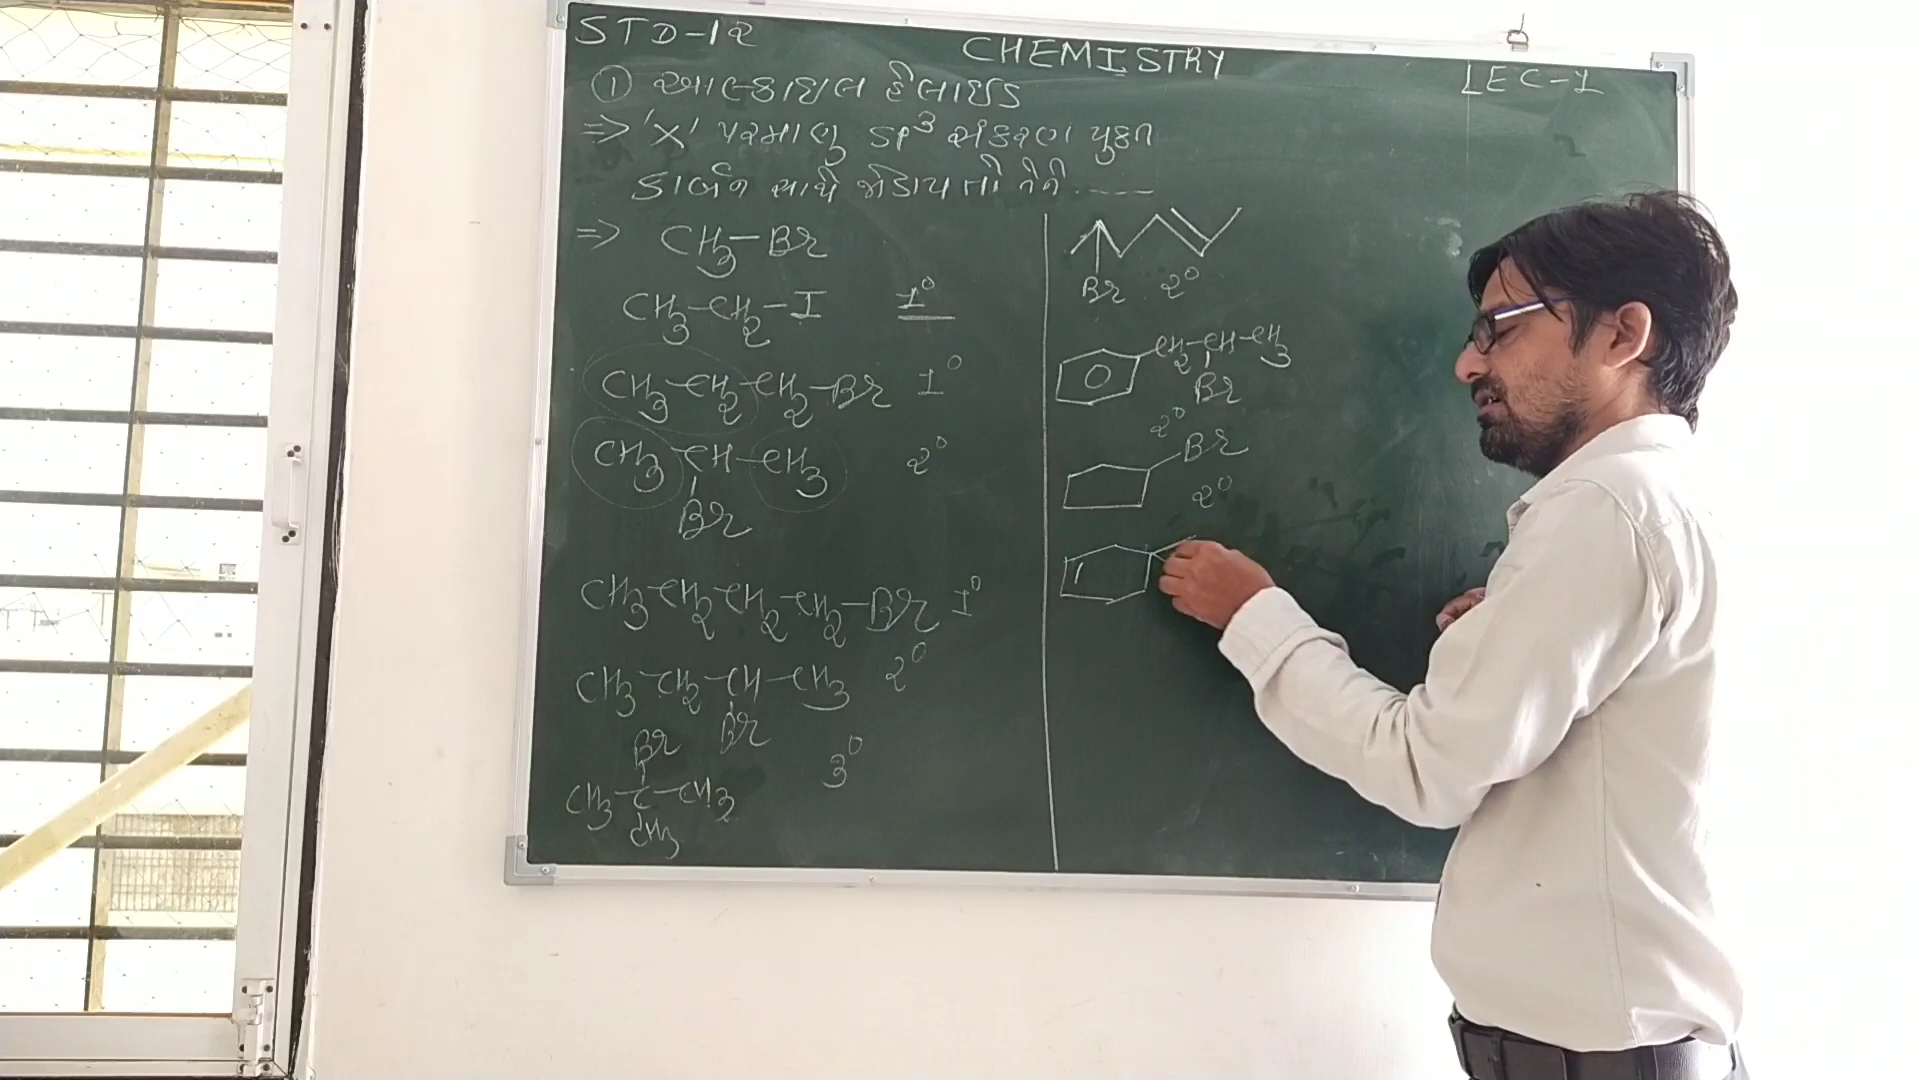 STD-12
CHEMISTRY
LEC-1
① આલ્કાઇલ હેલાઇડ
⇒ 'X' પરમાણુ sp³ સંકરણ યુક્ત
કાર્બન સાથે જોડાય તો તેને -----
⇒ CH₃-Br
CH₃-CH₂-I 1°
CH₃-CH₂-CH₂-Br 1°
CH₃-CH-CH₃ 2°
Br
CH₃-CH₂-CH₂-CH₂-Br 1°
CH₃-CH₂-CH-CH₃ 2°
Br
Br
CH₃-C-CH₃ 3°
CH₃
Br 2°
CH₂-CH-CH₃
Br
2°
Br
2°